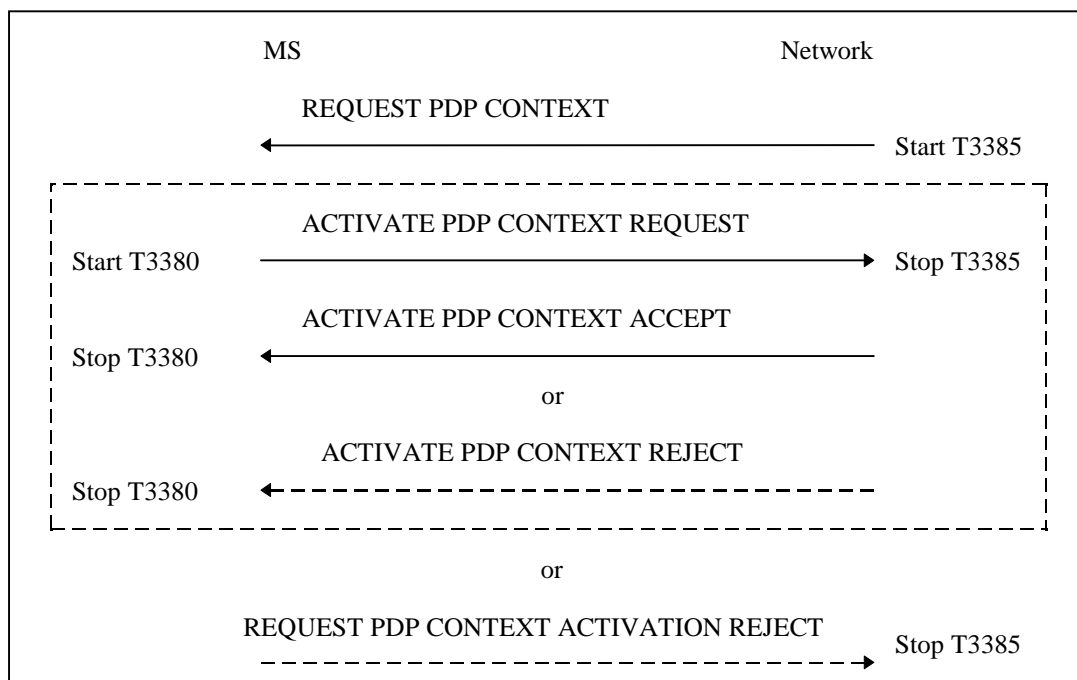 MS Network
REQUEST PDP CONTEXT
Start T3385
ACTIVATE PDP CONTEXT REQUEST
Start T3380 Stop T3385
ACTIVATE PDP CONTEXT ACCEPT
Stop T3380
or
ACTIVATE PDP CONTEXT REJECT
Stop T3380
or
REQUEST PDP CONTEXT ACTIVATION REJECT
Stop T3385